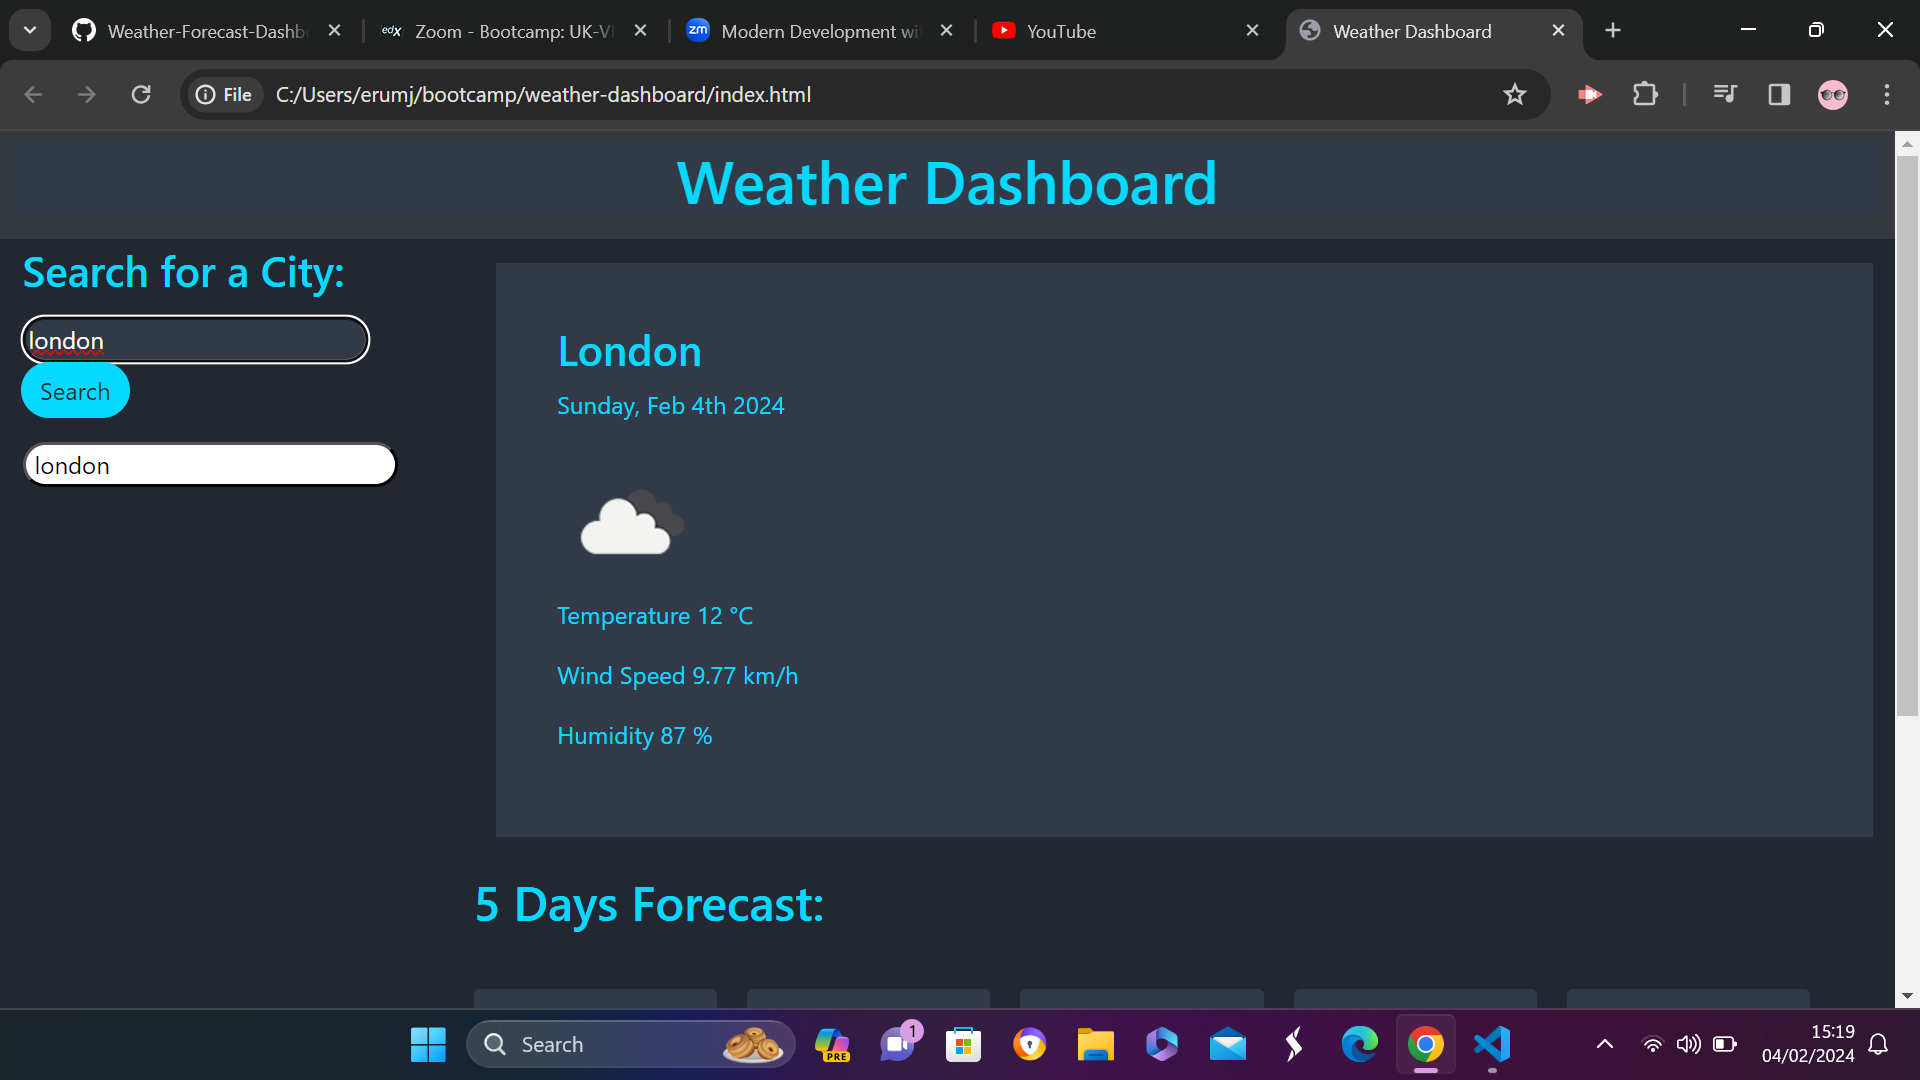 Weather-Forecast-Dashb
edX Zoom - Bootcamp: UK-VI
zm Modern Development wi
YouTube
Weather Dashboard
File C:/Users/erumj/bootcamp/weather-dashboard/index.html
Weather Dashboard
Search for a City:
london
Search
london
London
Sunday, Feb 4th 2024
Temperature 12 °C
Wind Speed 9.77 km/h
Humidity 87 %
5 Days Forecast:
Search
PRE
1
15:19
04/02/2024